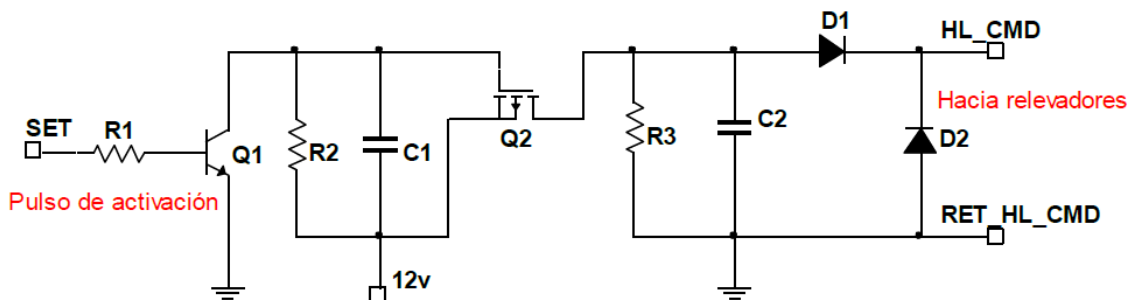 D1
HL_CMD
Hacia relevadores
SET
R1
Q1
R2
C1
Q2
R3
C2
D2
Pulso de activación
RET_HL_CMD
12v